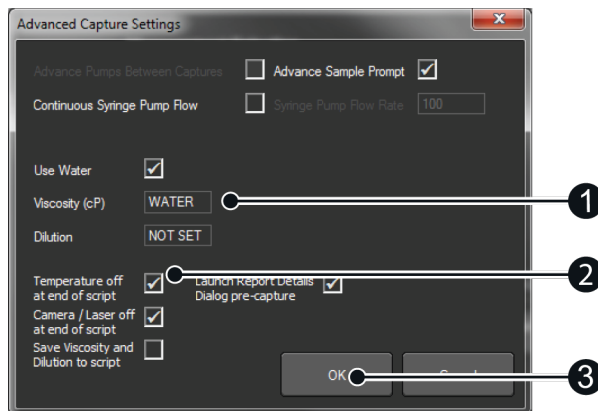 Advanced Capture Settings
Advance Pumps Between Captures Advance Sample Prompt
Continuous Syringe Pump Flow Syringe Pump Flow Rate 100
Use Water
Viscosity (cP) WATER 1
Dilution NOT SET
2
Temperature off Launch Report Details
at end of script Dialog pre-capture
Camera / Laser off
at end of script
Save Viscosity and
Dilution to script
OK 3